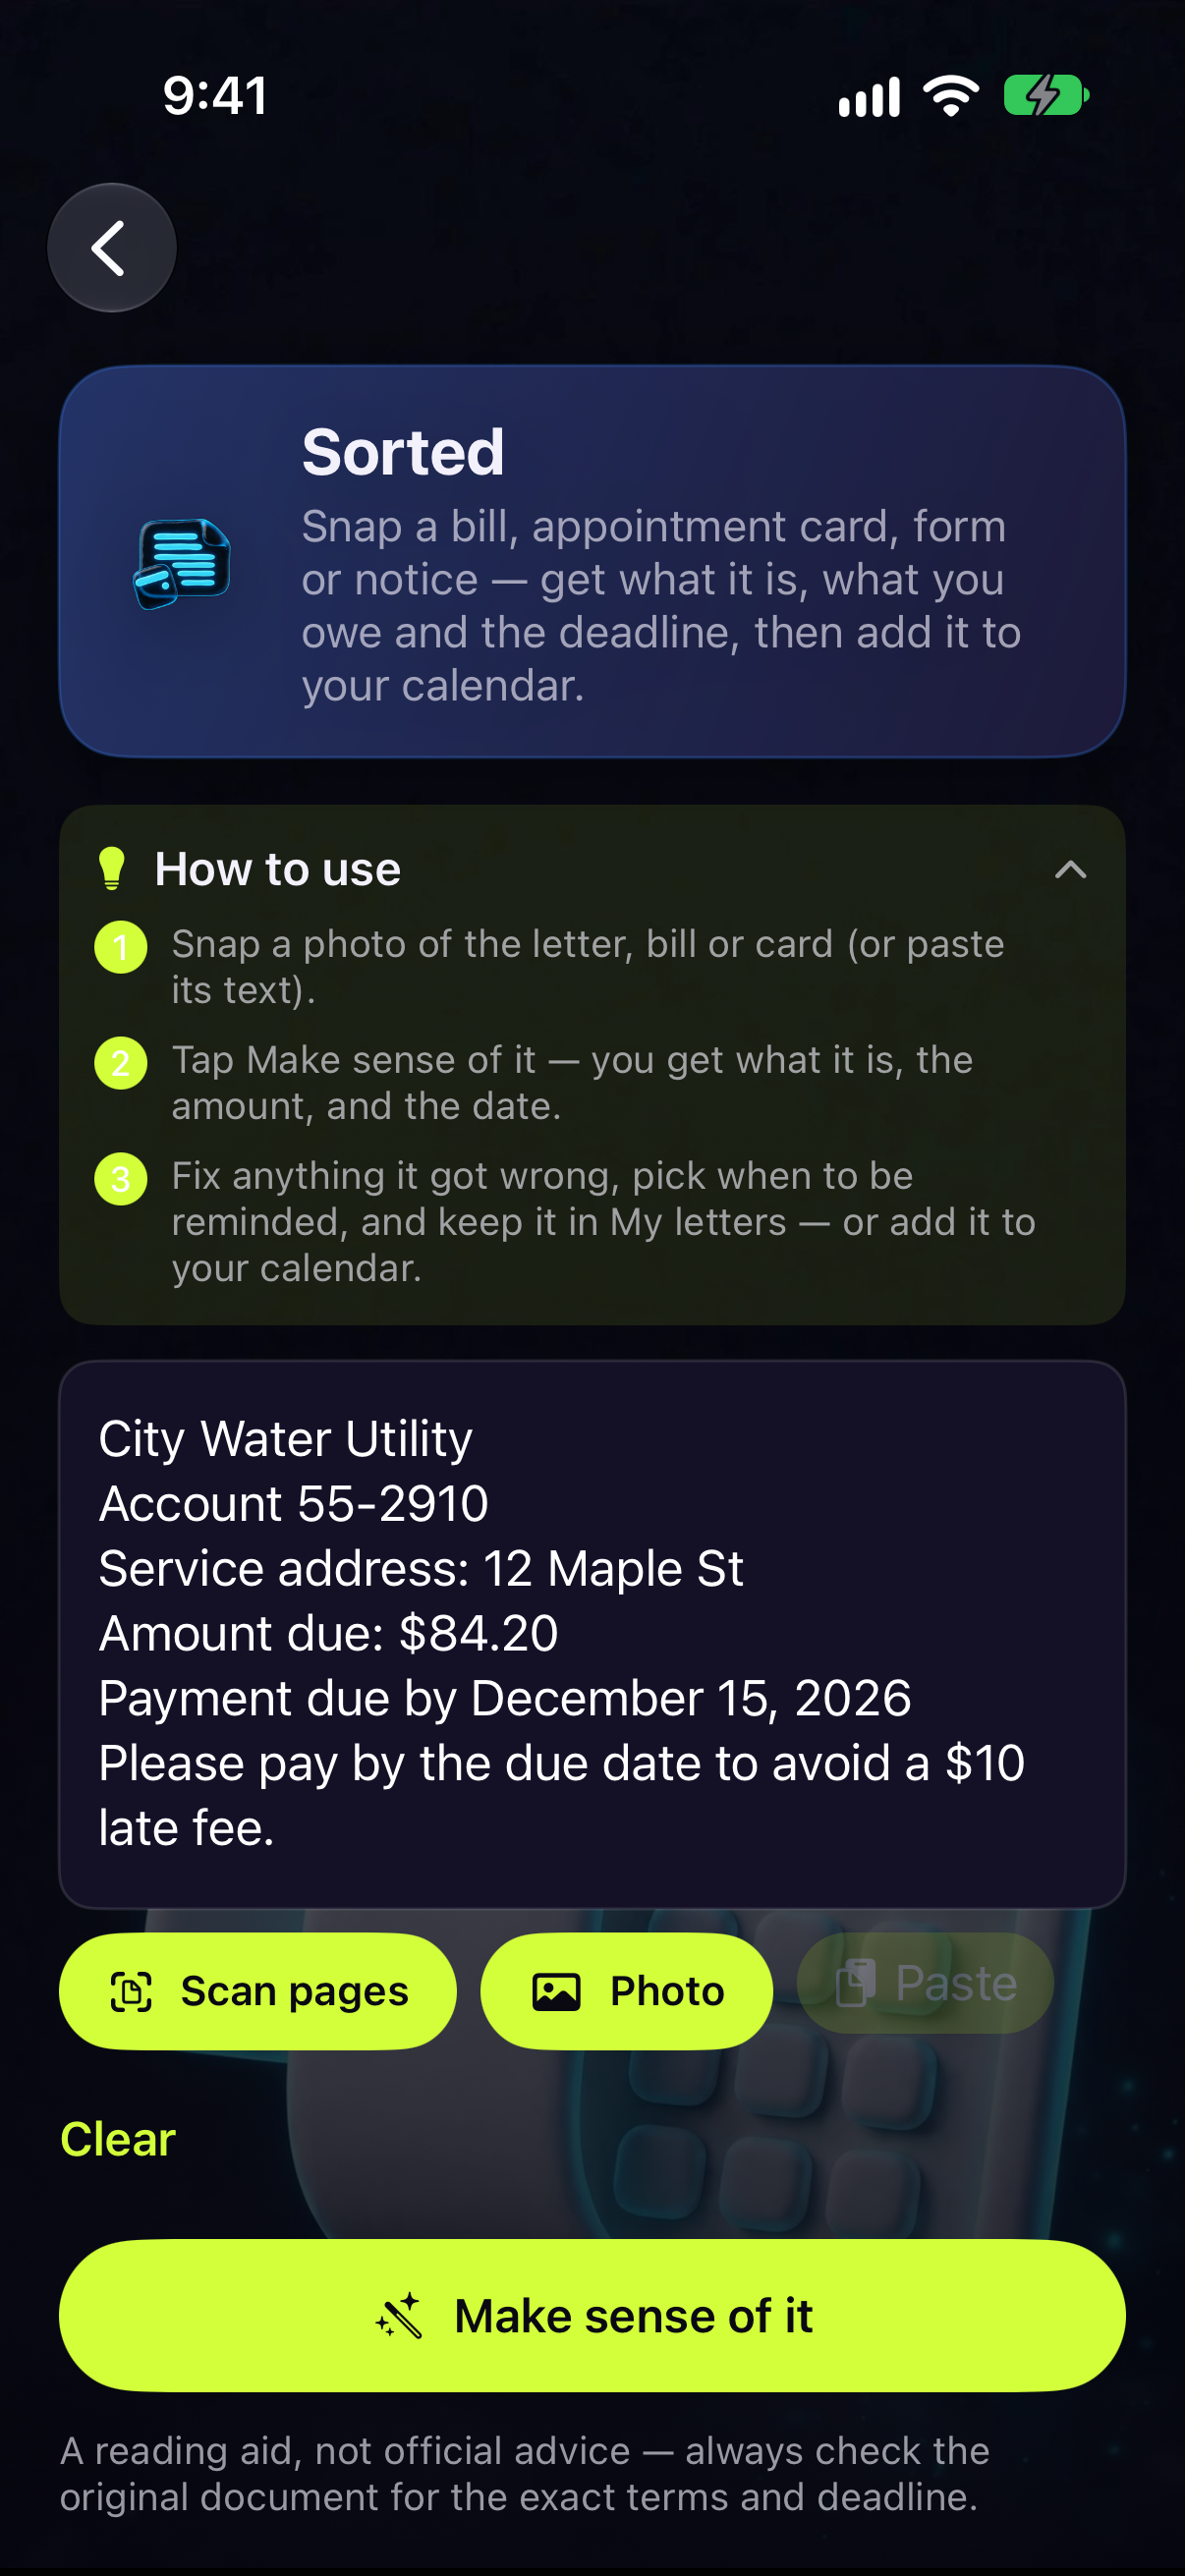 9:41
Sorted
Snap a bill, appointment card, form
or notice — get what it is, what you
owe and the deadline, then add it to
your calendar.
How to use
1 Snap a photo of the letter, bill or card (or paste
its text).
2 Tap Make sense of it — you get what it is, the
amount, and the date.
3 Fix anything it got wrong, pick when to be
reminded, and keep it in My letters — or add it to
your calendar.
City Water Utility
Account 55-2910
Service address: 12 Maple St
Amount due: $84.20
Payment due by December 15, 2026
Please pay by the due date to avoid a $10
late fee.
Scan pages Photo Paste
Clear
Make sense of it
A reading aid, not official advice — always check the
original document for the exact terms and deadline.